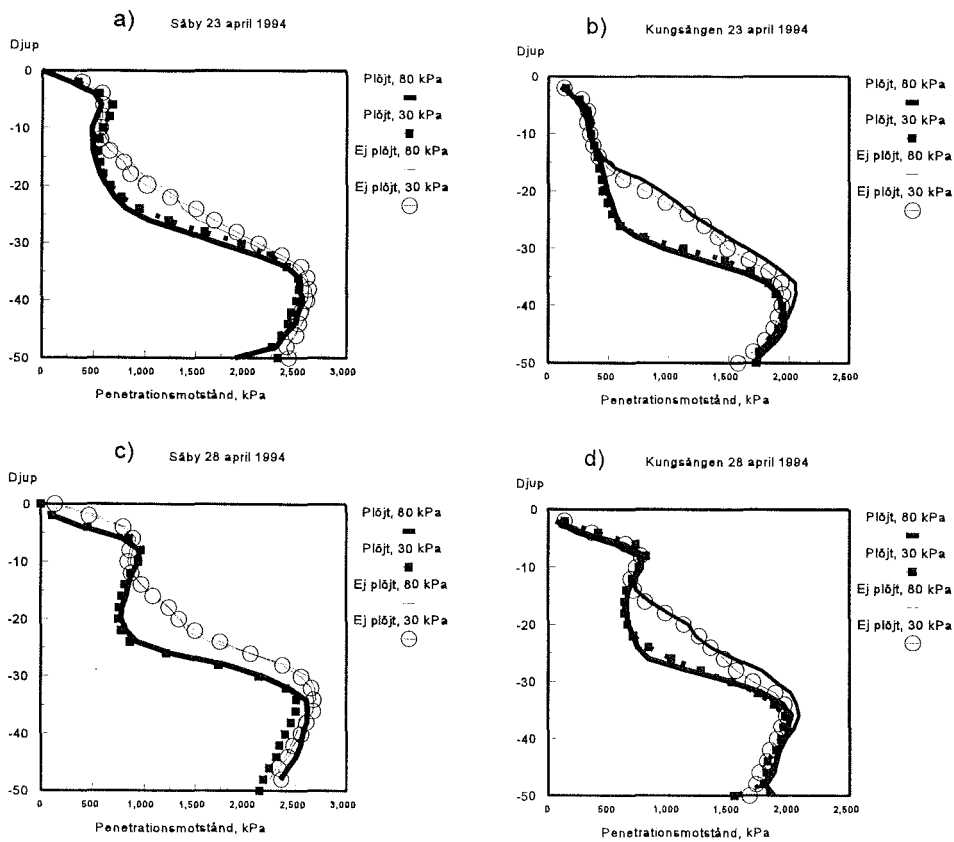 a) Såby 23 april 1994
Djup
0
-10
-20
-30
-40
-50
0 500 1,000 1,500 2,000 2,500 3,000
Penetrationsmotstånd, kPa
Plöjt, 80 kPa
Plöjt, 30 kPa
Ej plöjt, 80 kPa
Ej plöjt, 30 kPa
b) Kungsängen 23 april 1994
Djup
0
-10
-20
-30
-40
-50
0 500 1,000 1,500 2,000 2,500
Penetrationsmotstånd, kPa
Plöjt, 80 kPa
Plöjt, 30 kPa
Ej plöjt, 80 kPa
Ej plöjt, 30 kPa
c) Såby 28 april 1994
Djup
0
-10
-20
-30
-40
-50
0 500 1,000 1,500 2,000 2,500 3,000
Penetrationsmotstånd, kPa
Plöjt, 80 kPa
Plöjt, 30 kPa
Ej plöjt, 80 kPa
Ej plöjt, 30 kPa
d) Kungsängen 28 april 1994
Djup
0
-10
-20
-30
-40
-50
0 500 1,000 1,500 2,000 2,500
Penetrationsmotstånd, kPa
Plöjt, 80 kPa
Plöjt, 30 kPa
Ej plöjt, 80 kPa
Ej plöjt, 30 kPa